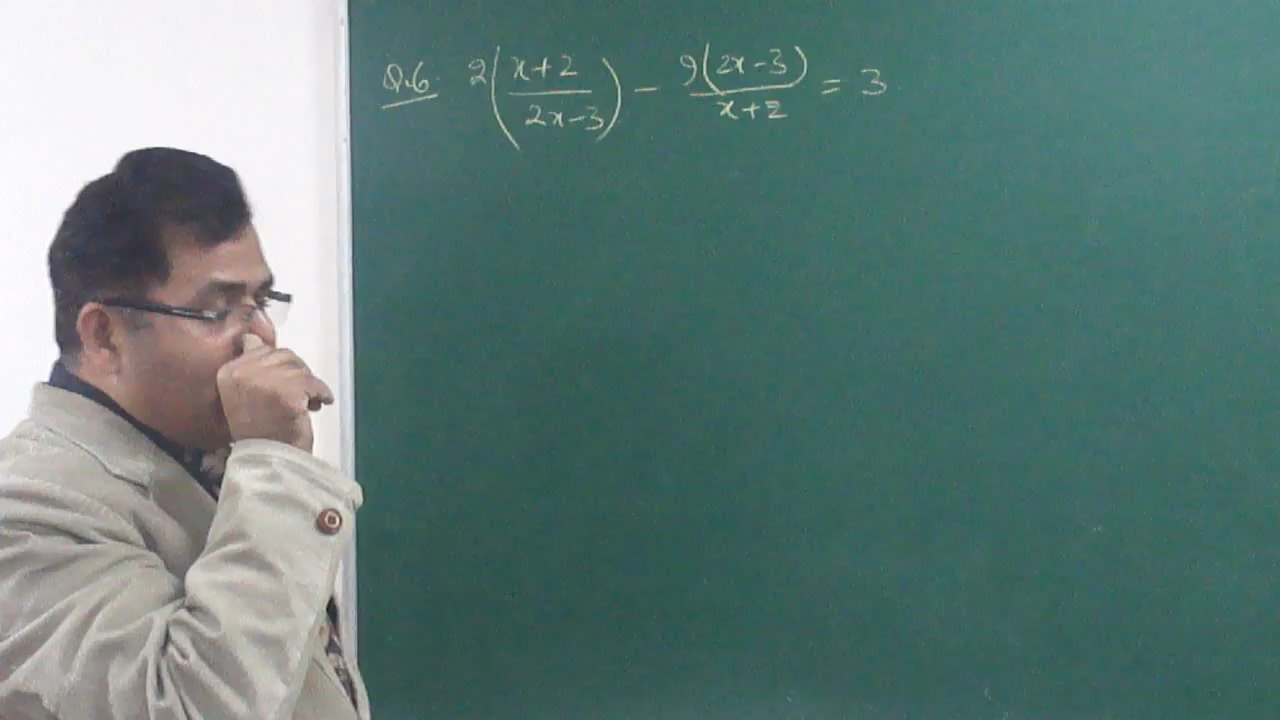 Q.6. 2(x+2/2x-3) - 9(2x-3)/x+2 = 3